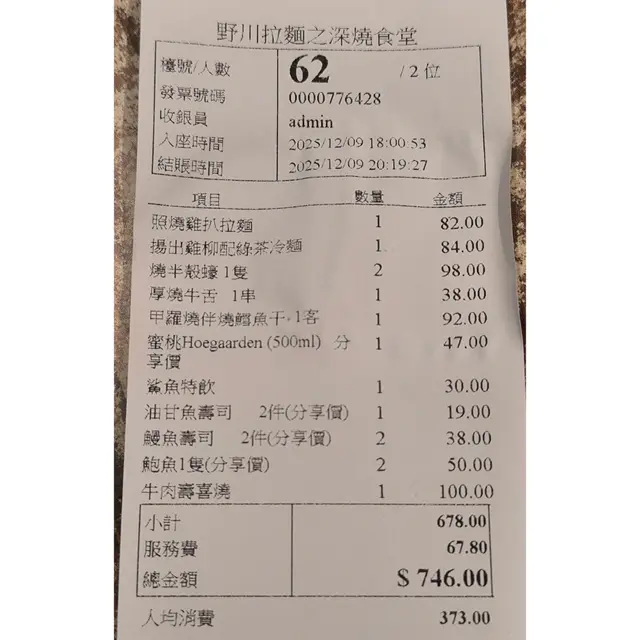 野川拉麵之深燒食堂
檯號/人數 62 /2 位
發票號碼 0000776428
收銀員 admin
入座時間 2025/12/09 18:00:53
結賬時間 2025/12/09 20:19:27
項目 數量 金額
照燒雞扒拉麵 1 82.00
揚出雞柳配綠茶冷麵 1 84.00
燒半殼蠔 1隻 2 98.00
厚燒牛舌 1串 1 38.00
甲羅燒伴燒鱈魚干, 1客 1 92.00
蜜桃Hoegaarden (500ml) 分 1 47.00
享價
鯊魚特飲 1 30.00
油甘魚壽司 2件(分享價) 1 19.00
鰻魚壽司 2件(分享價) 2 38.00
鮑魚1隻(分享價) 2 50.00
牛肉壽喜燒 1 100.00
小計 678.00
服務費 67.80
總金額 $ 746.00
人均消費 373.00